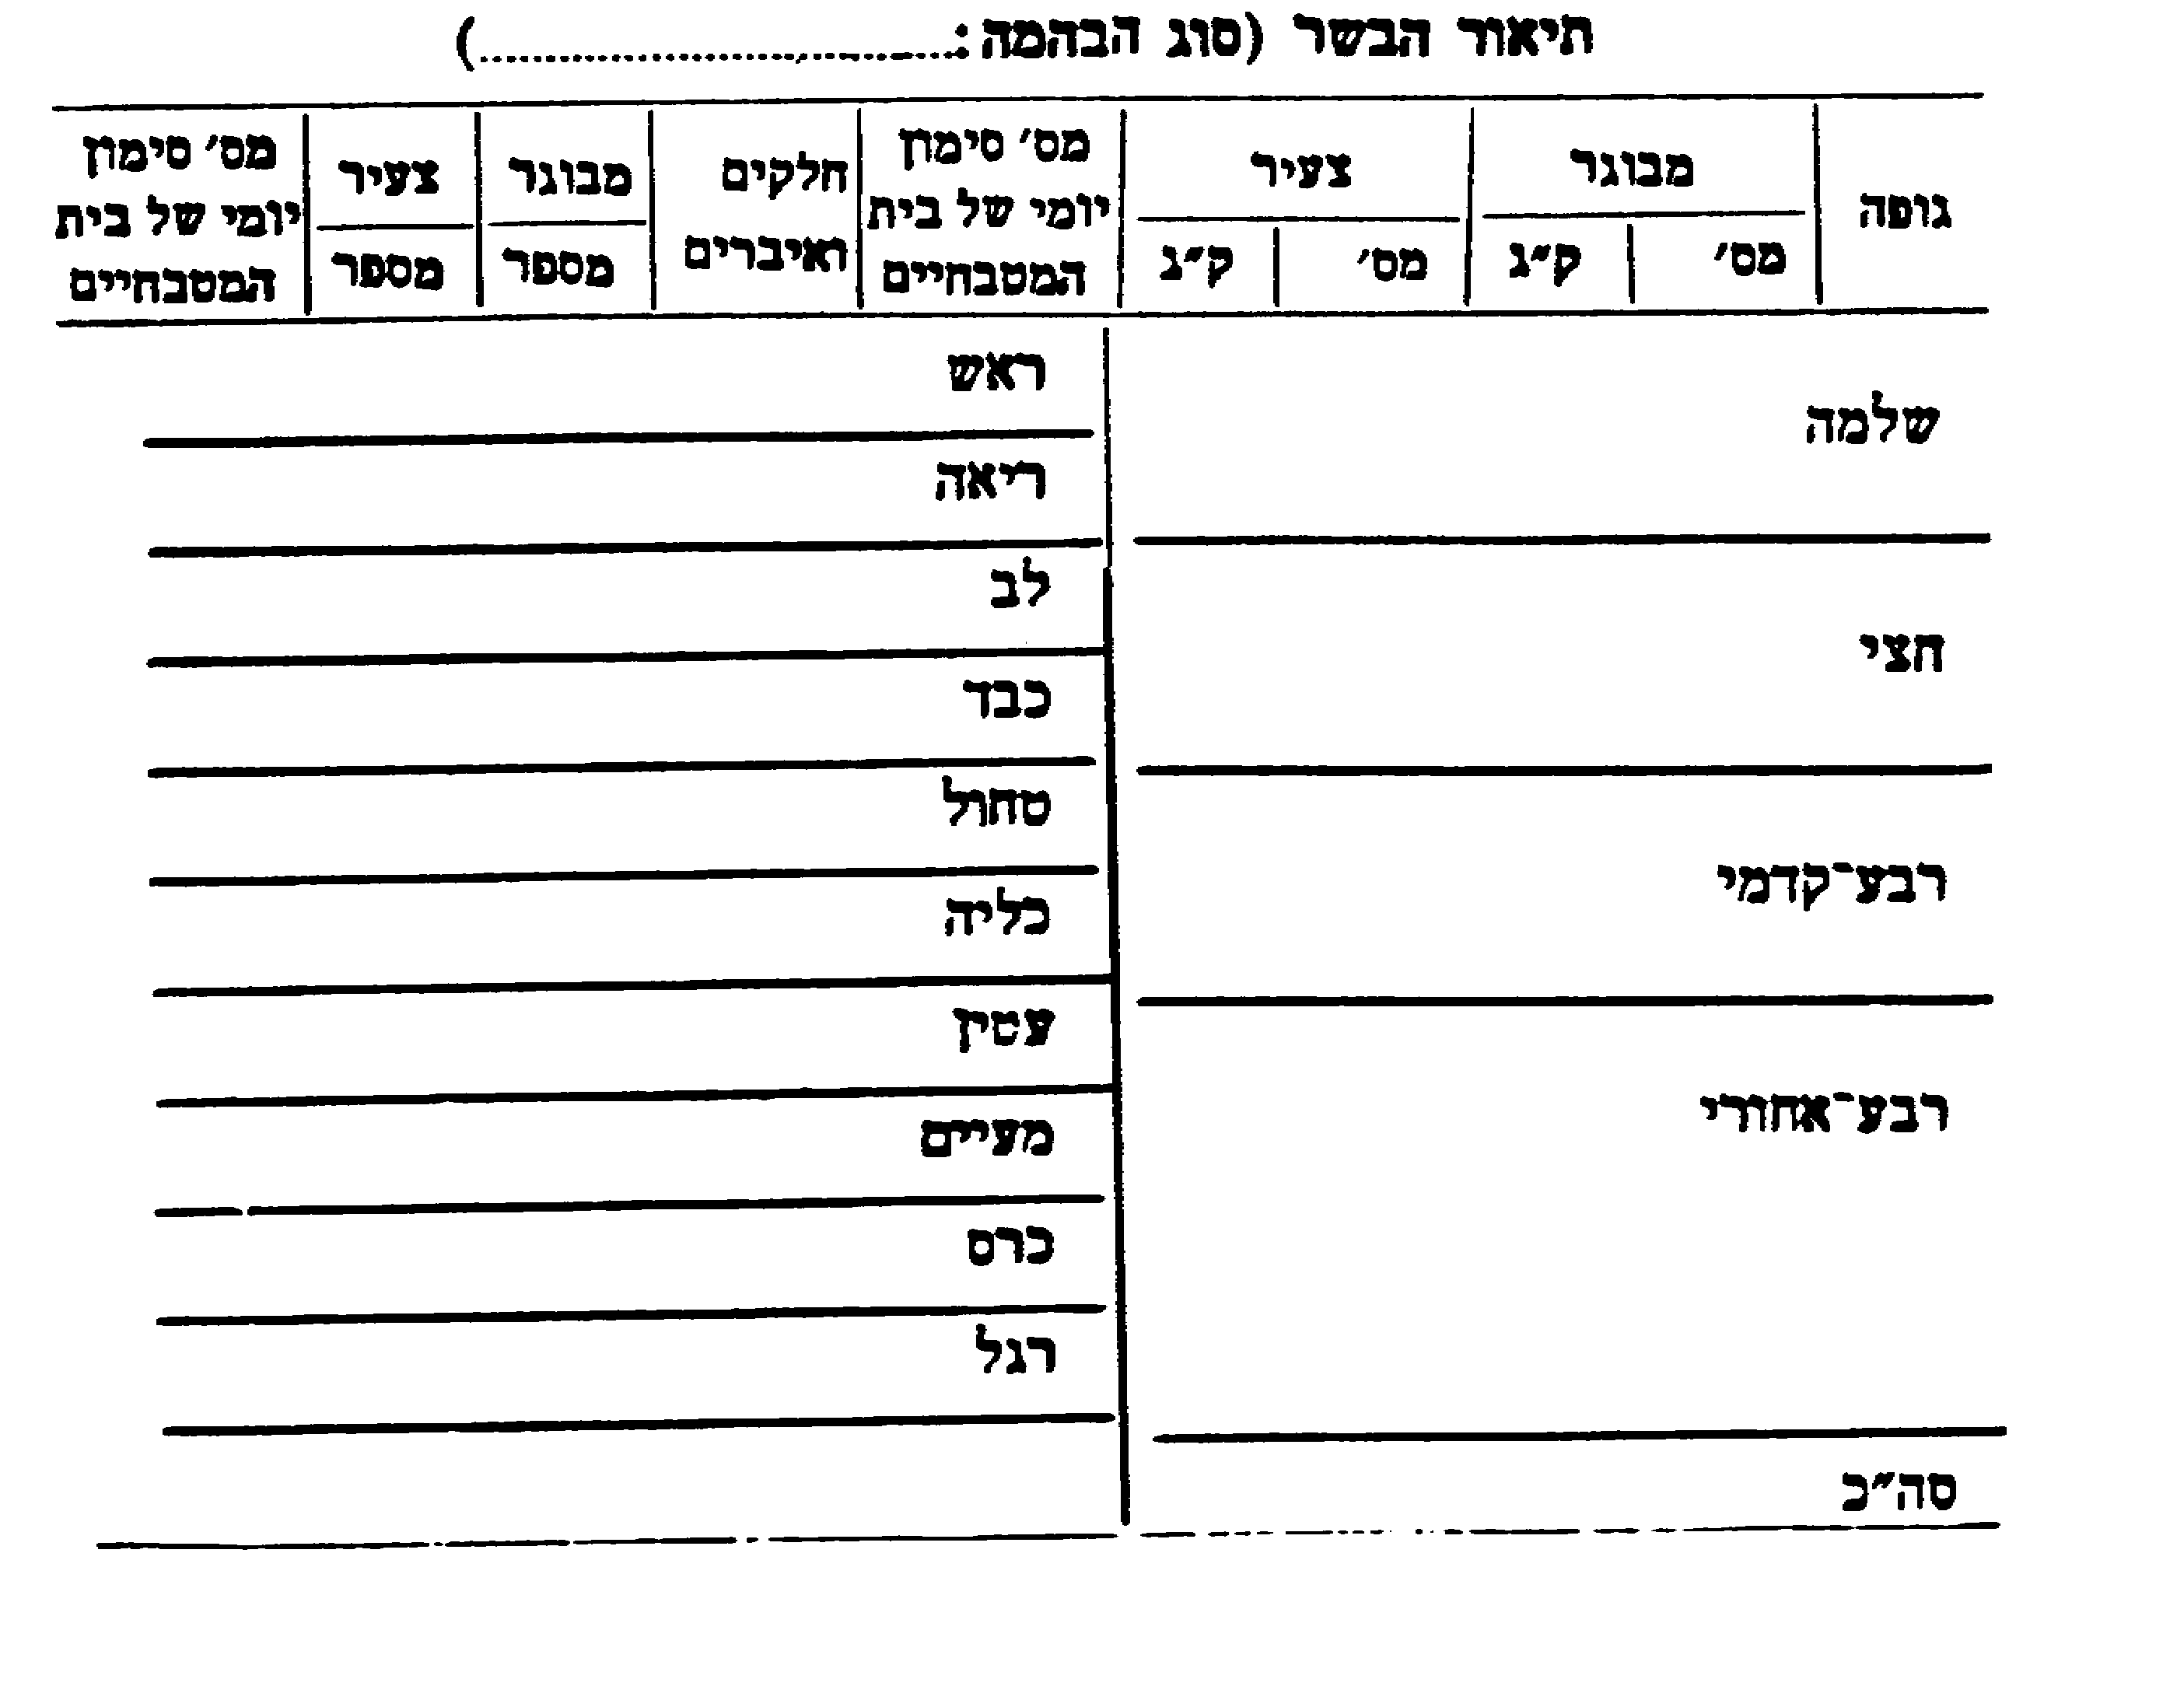 תיאור הבשר (סוג הבהמה:....................)
גופה
מבוגר
מס׳
ק״ג
צעיר
מס׳
ק״ג
מס׳ סימון
יומי של בית
המטבחיים
חלקים
ואיברים
מבוגר
מספר
צעיר
מספר
מס׳ סימון
יומי של בית
המטבחיים
שלמה
חצי
רבע־קדמי
רבע־אחורי
סה״כ
ראש
ריאה
לב
כבד
טחול
כליה
עטין
מעיים
כרס
רגל